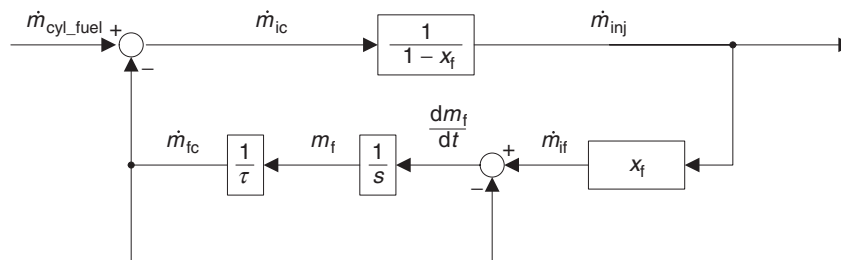 ṁcyl_fuel + ṁic 1 ṁinj
1 − xf
−
dmf
ṁfc 1 mf 1 dt + ṁif xf
τ s −